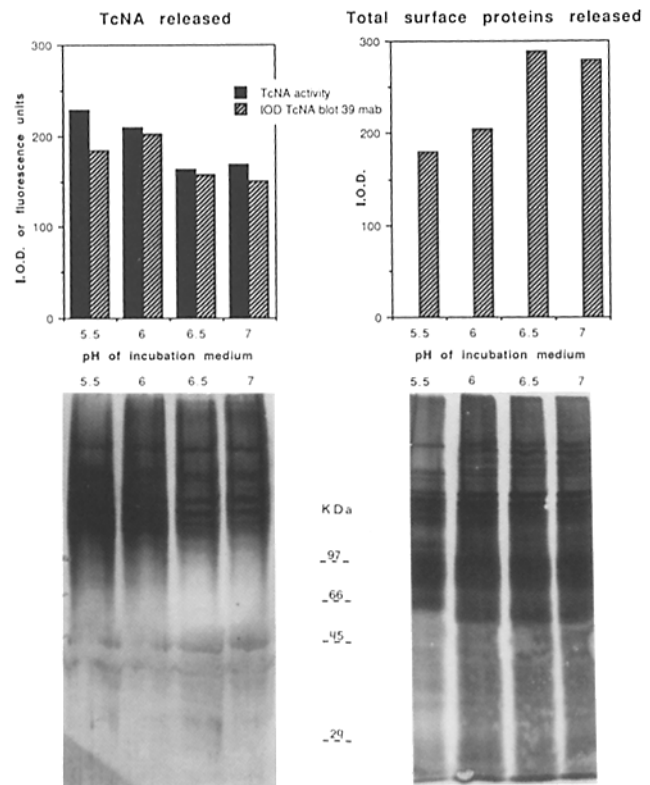 TcNA released
Total surface proteins released
I.O.D. or fluorescence units
300
200
100
0
TcNA activity
IOD TcNA blot 39 mab
5.5 6 6.5 7
pH of incubation medium
5.5 6 6.5 7
I.O.D.
300
200
100
0
5.5 6 6.5 7
pH of incubation medium
5.5 6 6.5 7
KDa
97
66
45
29